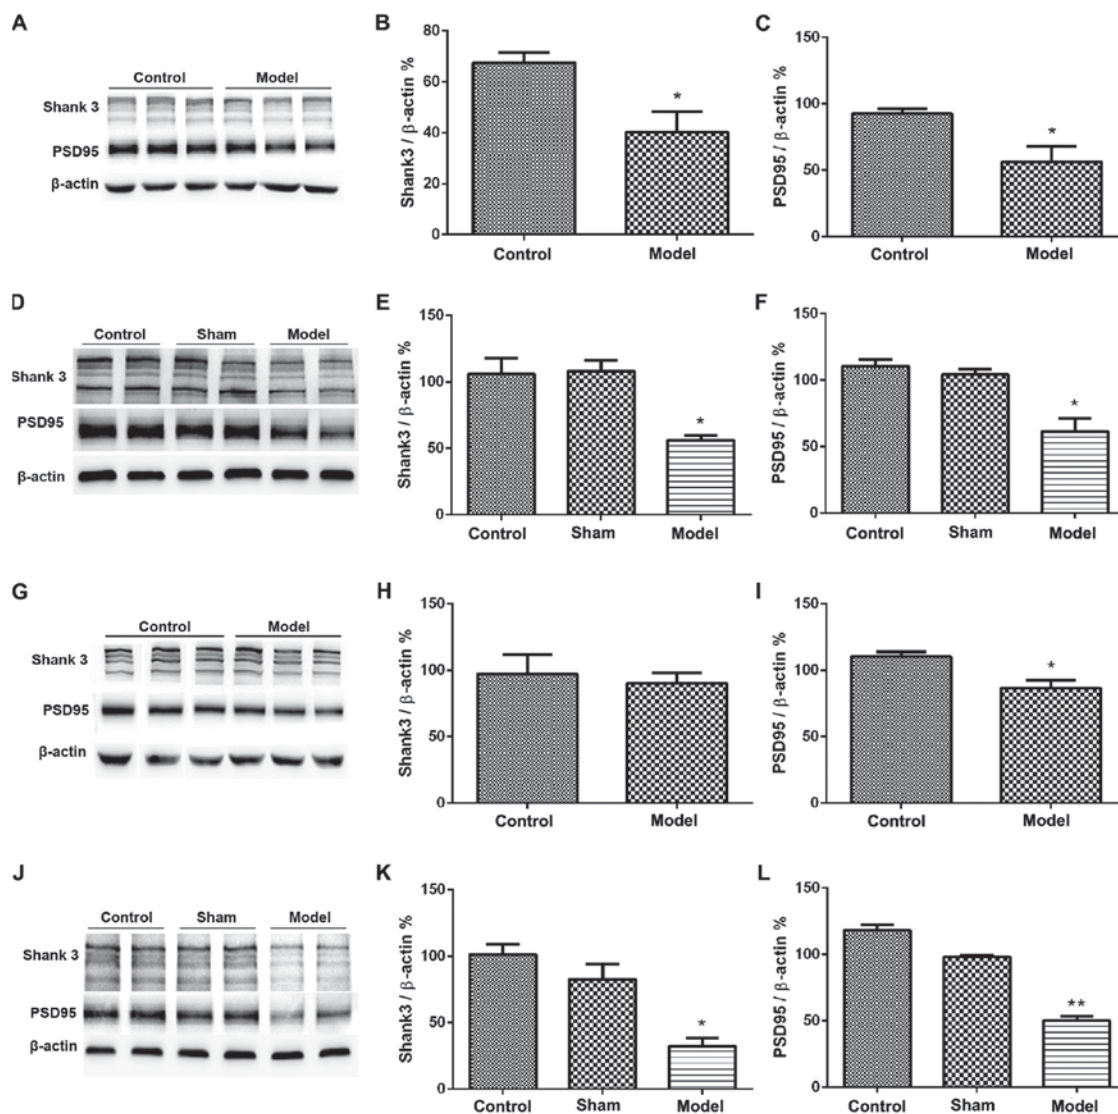 A
Control Model
Shank 3
PSD95
β-actin
B
Shank3 / β-actin %
80
60
40
20
0
*
Control Model
C
PSD95 / β-actin %
150
100
50
0
*
Control Model
D
Control Sham Model
Shank 3
PSD95
β-actin
E
Shank3 / β-actin %
150
100
50
0
*
Control Sham Model
F
PSD95 / β-actin %
150
100
50
0
*
Control Sham Model
G
Control Model
Shank 3
PSD95
β-actin
H
Shank3 / β-actin %
150
100
50
0
Control Model
I
PSD95 / β-actin %
150
100
50
0
*
Control Model
J
Control Sham Model
Shank 3
PSD95
β-actin
K
Shank3 / β-actin %
150
100
50
0
*
Control Sham Model
L
PSD95 / β-actin %
150
100
50
0
**
Control Sham Model